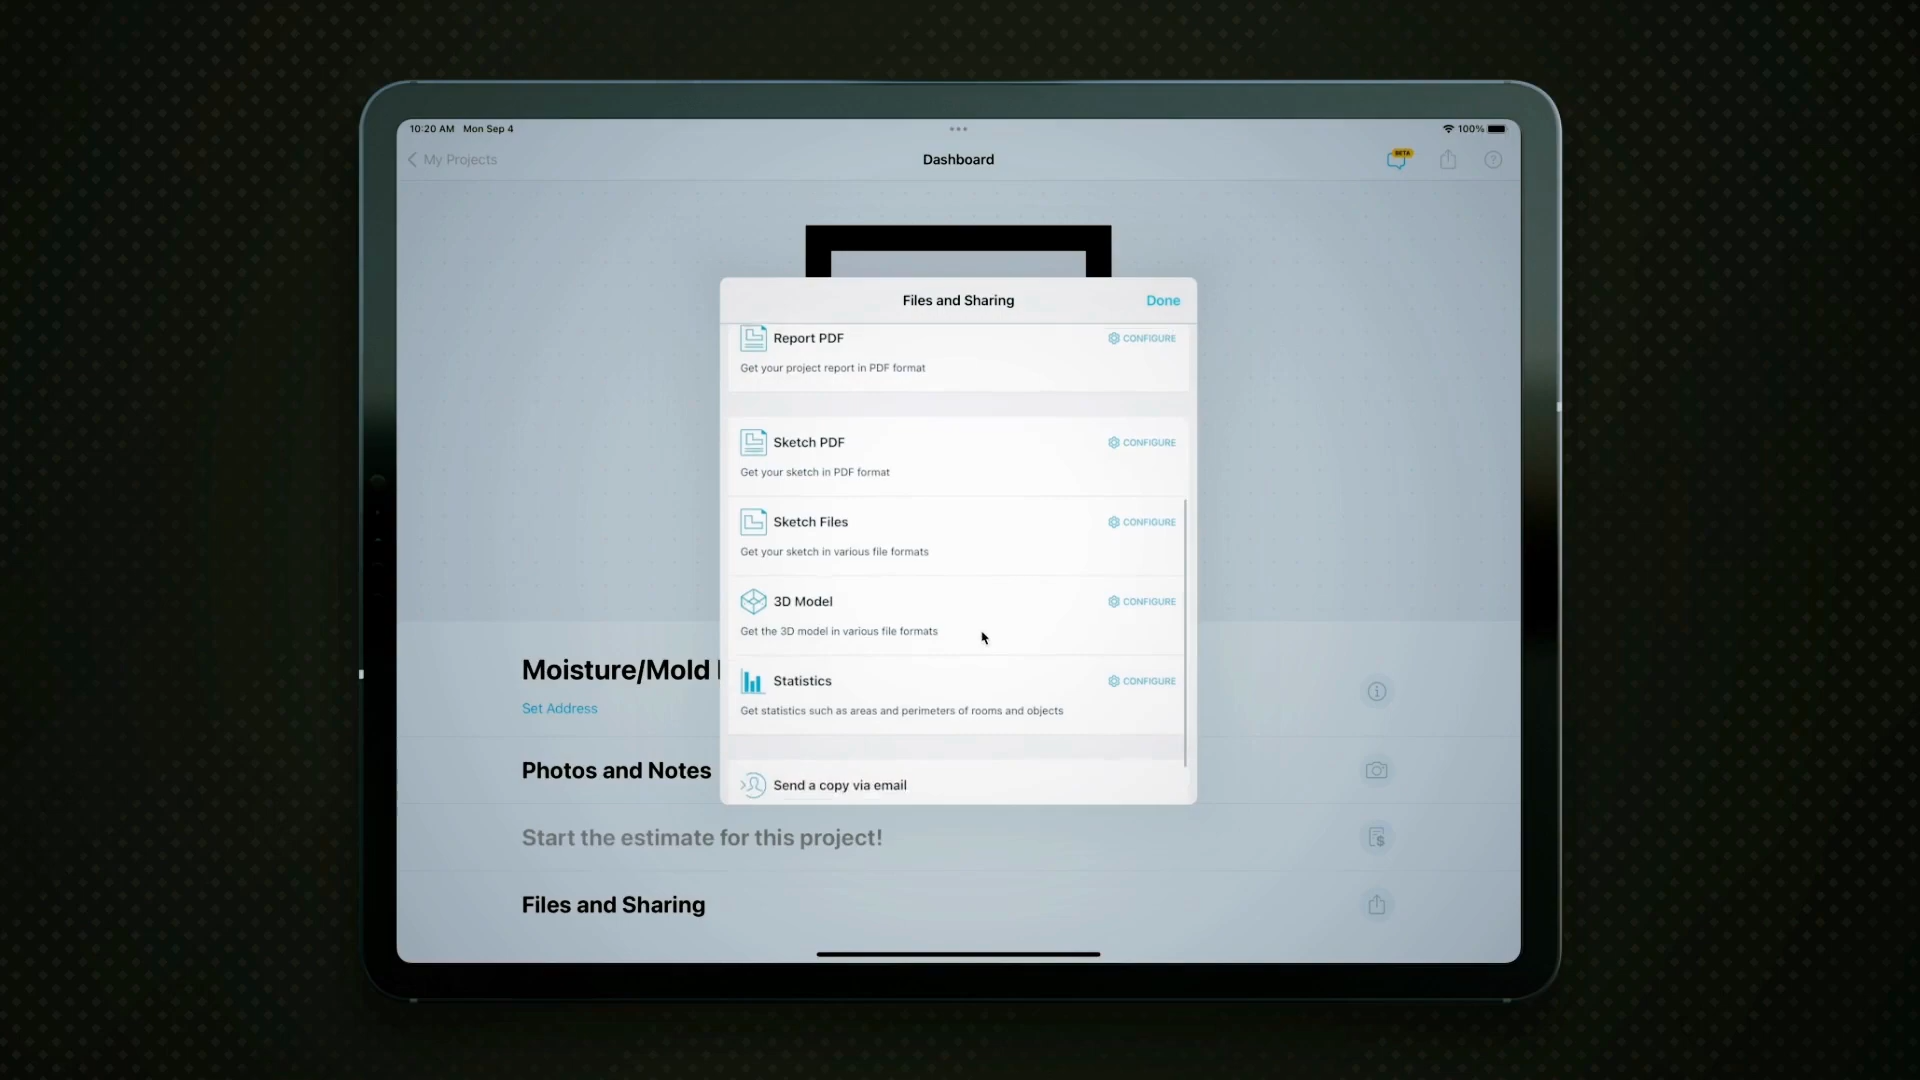 10:20 AM Mon Sep 4
100%
My Projects
Dashboard
BETA
Files and Sharing
Done
Report PDF
CONFIGURE
Get your project report in PDF format
Sketch PDF
CONFIGURE
Get your sketch in PDF format
Sketch Files
CONFIGURE
Get your sketch in various file formats
3D Model
CONFIGURE
Get the 3D model in various file formats
Statistics
CONFIGURE
Get statistics such as areas and perimeters of rooms and objects
Send a copy via email
Moisture/Mold
Set Address
Photos and Notes
Start the estimate for this project!
Files and Sharing